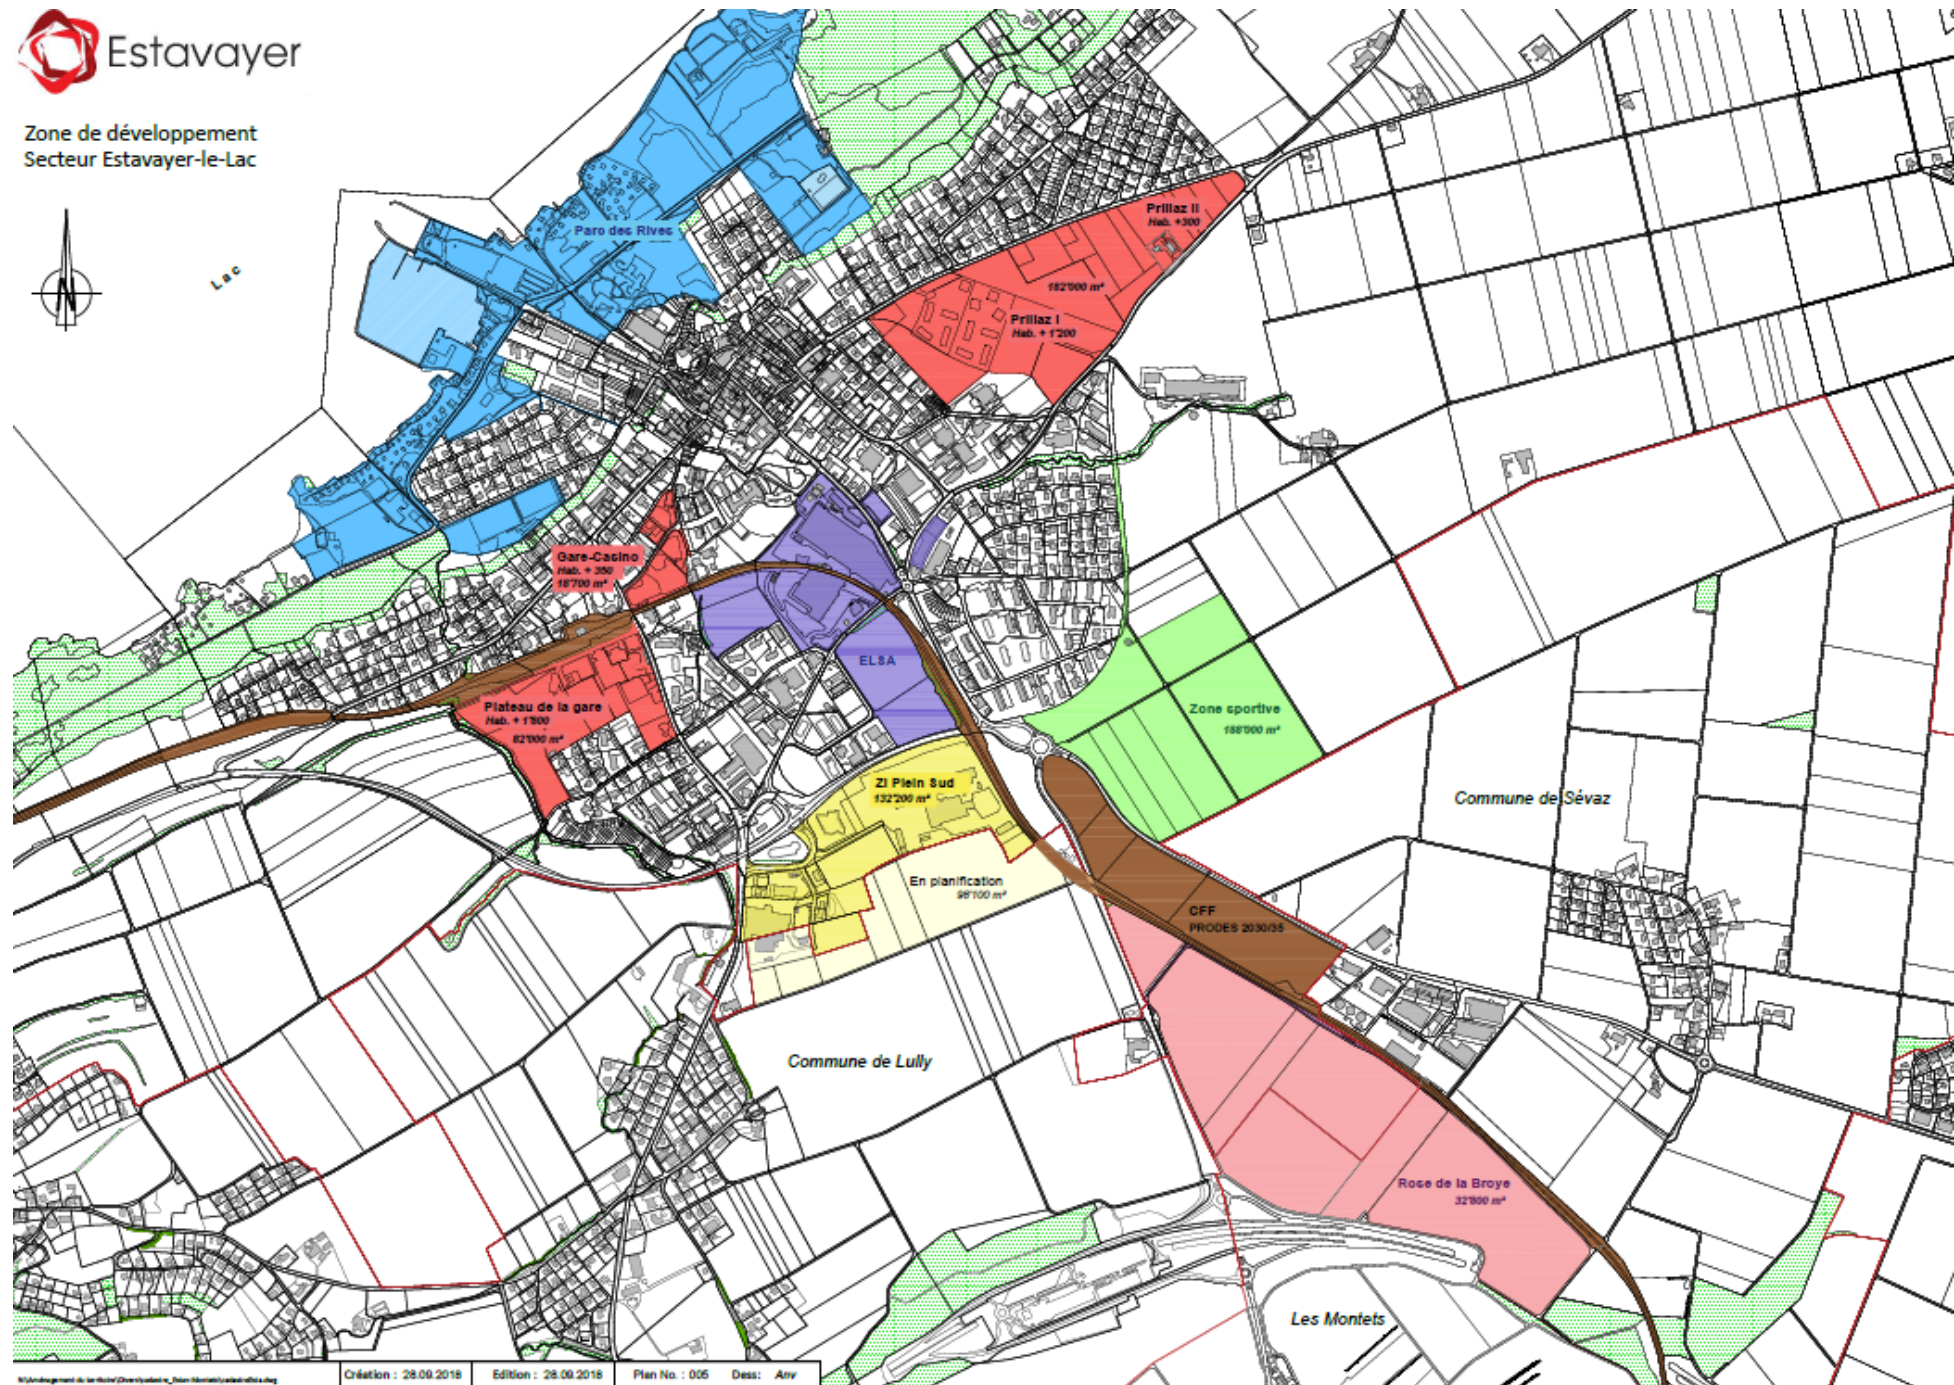 Estavayer
Zone de développement
Secteur Estavayer-le-Lac
Lac
Parc des Rives
Prillaz II
Hab. +300
182'000 m²
Prillaz I
Hab. + 1'200
Gare-Casino
Hab. + 350
18'700 m²
ELSA
Plateau de la gare
Hab. + 1'800
82'000 m²
Zone sportive
188'000 m²
ZI Plein Sud
132'200 m²
Commune de Sévaz
En planification
98'100 m²
CFF
PRODES 2030/35
Commune de Lully
Rose de la Broye
32'800 m²
Les Montets
Création : 28.09.2018
Edition : 28.09.2018
Plan No. : 005
Dess: Anv